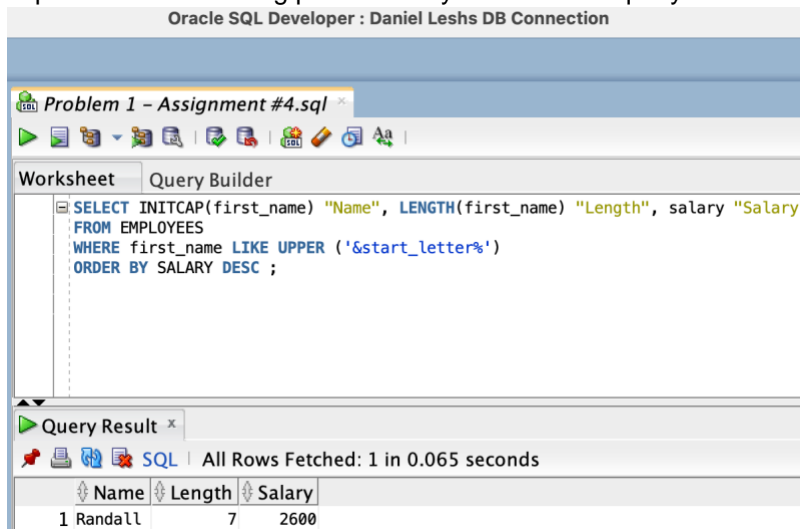 Oracle SQL Developer : Daniel Leshs DB Connection
Problem 1 – Assignment #4.sql
Worksheet Query Builder
SELECT INITCAP(first_name) "Name", LENGTH(first_name) "Length", salary "Salary
FROM EMPLOYEES
WHERE first_name LIKE UPPER ('&start_letter%')
ORDER BY SALARY DESC ;
Query Result x
SQL | All Rows Fetched: 1 in 0.065 seconds
Name Length Salary
1 Randall 7 2600